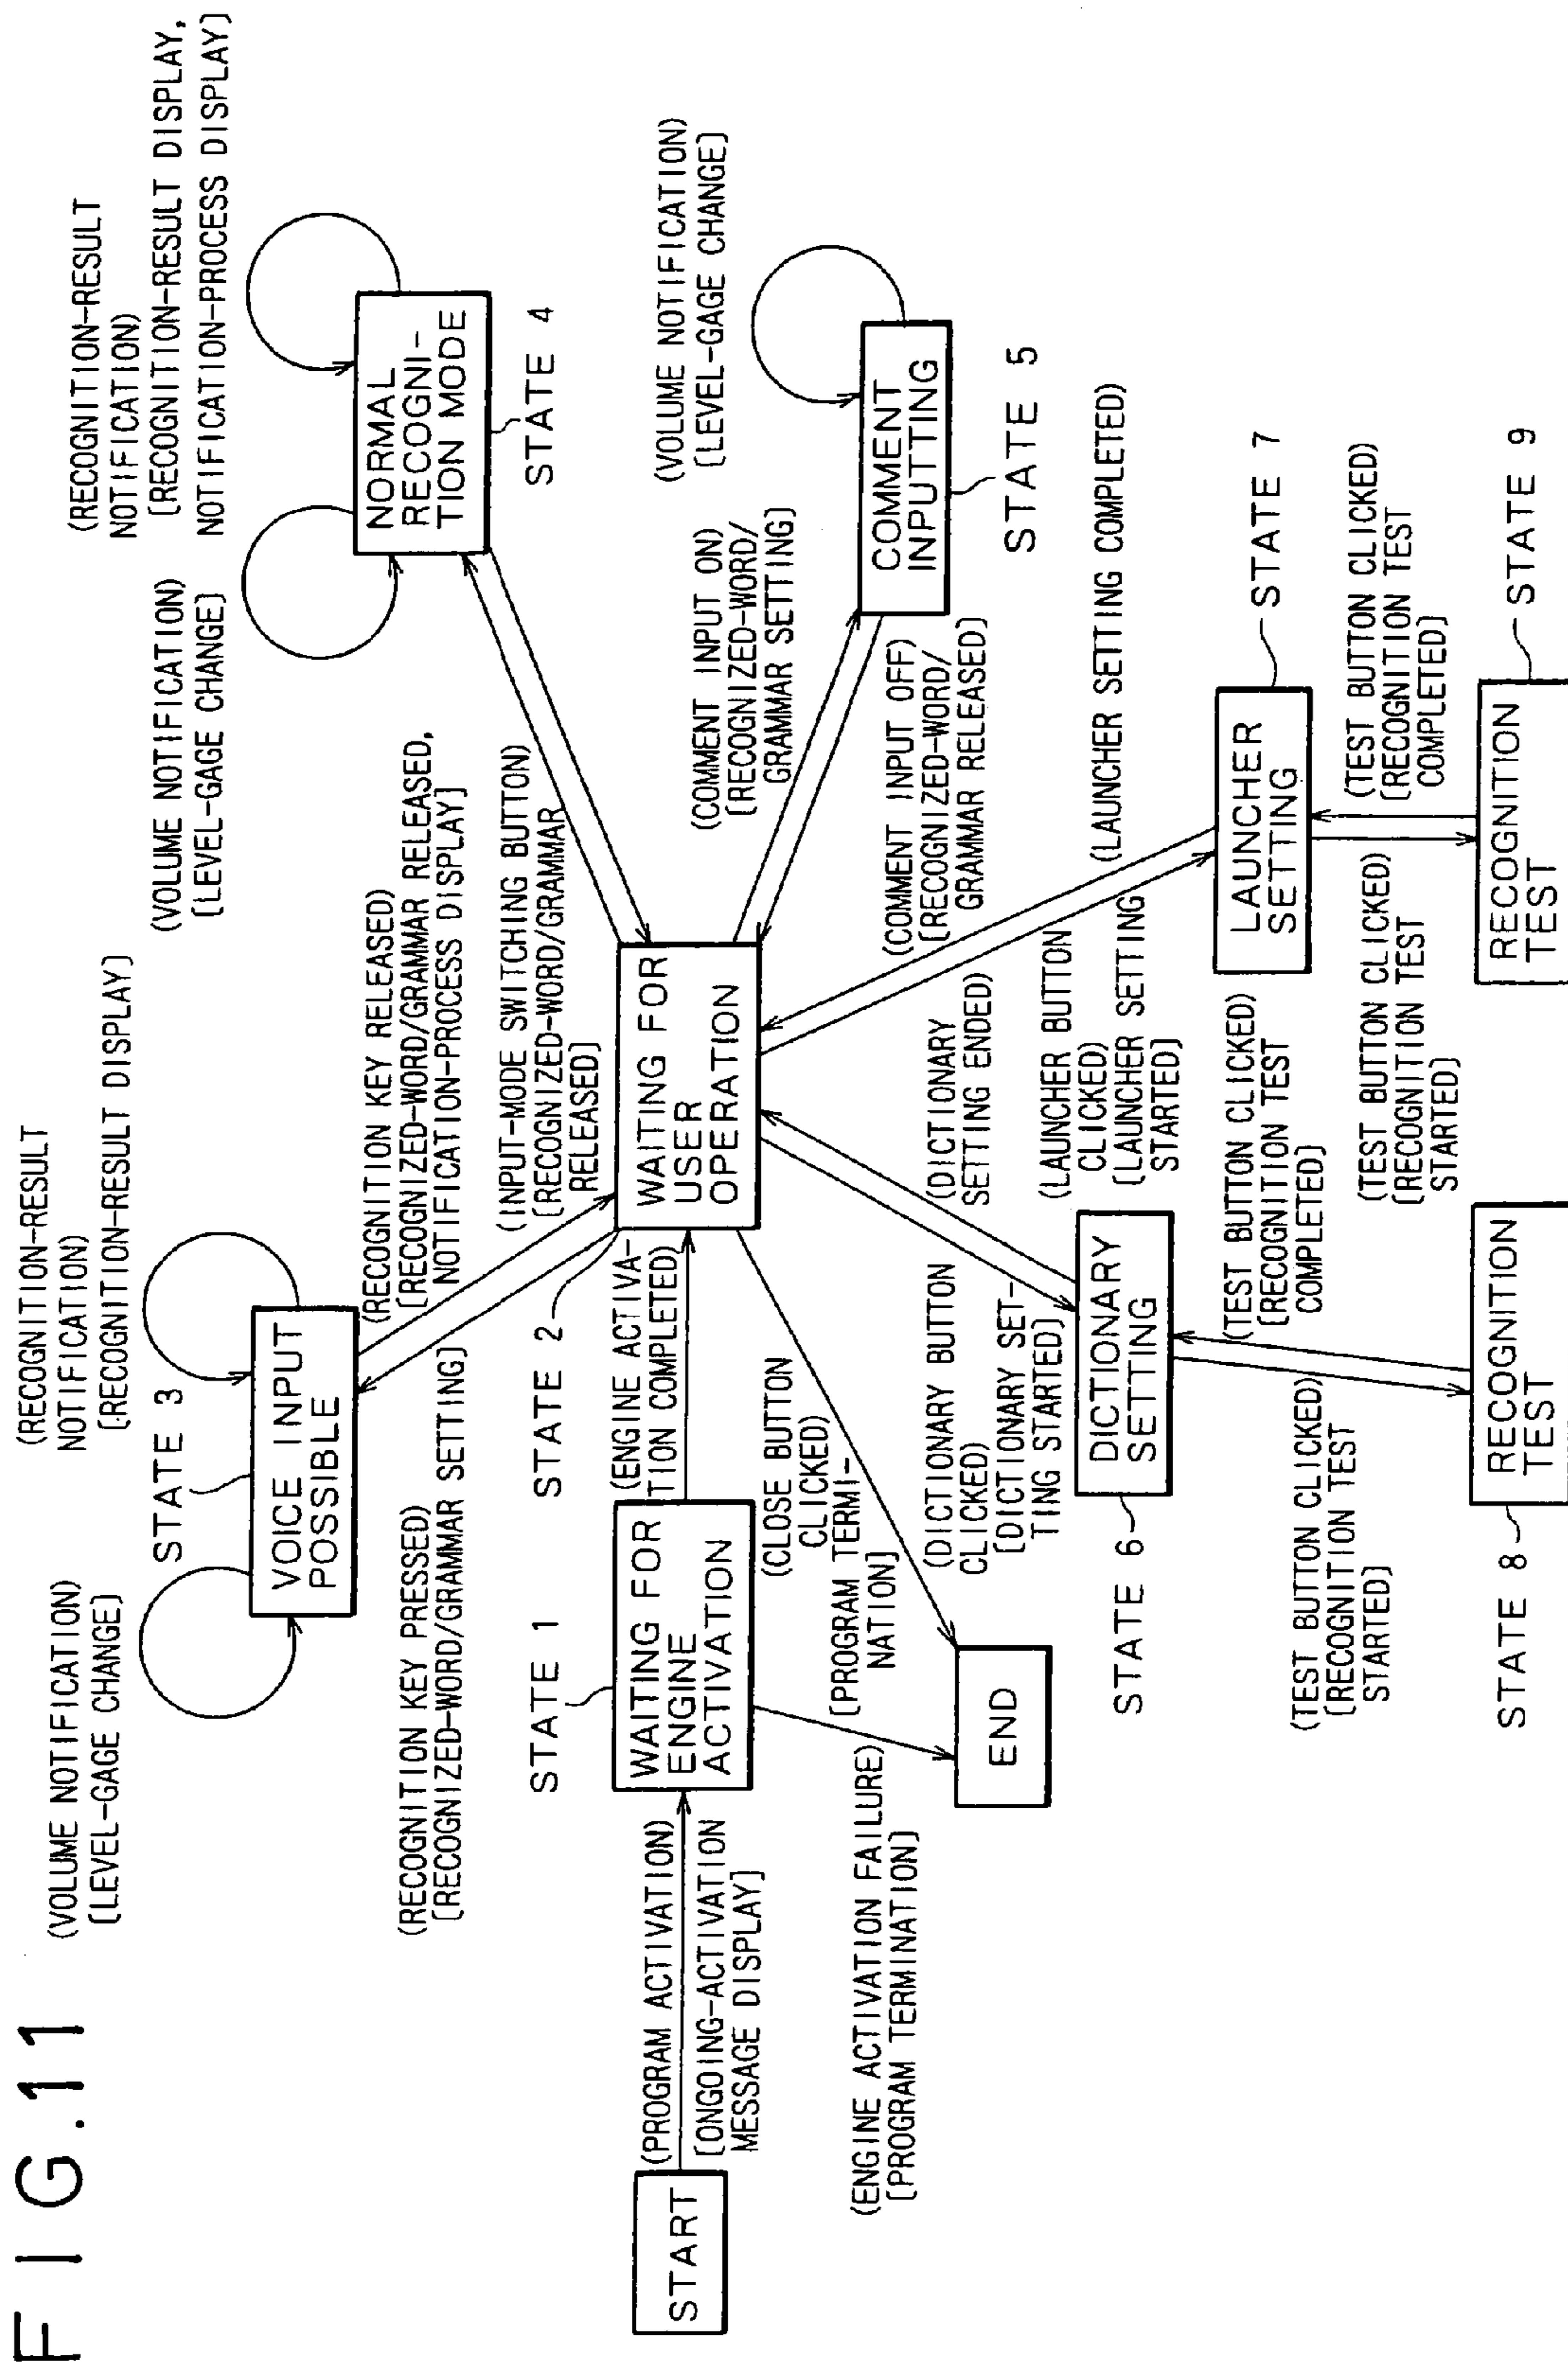 FIG.11
(VOLUME NOTIFICATION)
[LEVEL-GAGE CHANGE]
(RECOGNITION-RESULT
NOTIFICATION)
[RECOGNITION-RESULT DISPLAY]
STATE 3
VOICE INPUT
POSSIBLE
(RECOGNITION KEY PRESSED)
[RECOGNIZED-WORD/GRAMMAR SETTING]
(RECOGNITION KEY RELEASED)
[RECOGNIZED-WORD/GRAMMAR RELEASED,
NOTIFICATION-PROCESS DISPLAY]
(VOLUME NOTIFICATION)
[LEVEL-GAGE CHANGE]
(RECOGNITION-RESULT
NOTIFICATION)
[RECOGNITION-RESULT DISPLAY,
NOTIFICATION-PROCESS DISPLAY]
NORMAL
RECOGNI-
TION MODE
STATE 4
(INPUT-MODE SWITCHING BUTTON)
[RECOGNIZED-WORD/GRAMMAR
RELEASED]
STATE 1
WAITING FOR
ENGINE
ACTIVATION
STATE 2
(ENGINE ACTIVA-
TION COMPLETED)
WAITING FOR
USER
OPERATION
START
(PROGRAM ACTIVATION)
[ONGOING-ACTIVATION
MESSAGE DISPLAY]
(CLOSE BUTTON
CLICKED)
[PROGRAM TERMI-
NATION]
(ENGINE ACTIVATION FAILURE)
[PROGRAM TERMINATION]
END
(COMMENT INPUT ON)
[RECOGNIZED-WORD/
GRAMMAR SETTING]
(VOLUME NOTIFICATION)
[LEVEL-GAGE CHANGE]
COMMENT
INPUTTING
STATE 5
(COMMENT INPUT OFF)
[RECOGNIZED-WORD/
GRAMMAR RELEASED]
(DICTIONARY BUTTON
CLICKED)
[DICTIONARY SET-
TING STARTED]
(DICTIONARY
SETTING ENDED)
(LAUNCHER BUTTON
CLICKED)
[LAUNCHER SETTING
STARTED]
(LAUNCHER SETTING COMPLETED)
STATE 6
DICTIONARY
SETTING
LAUNCHER
SETTING
STATE 7
(TEST BUTTON CLICKED)
[RECOGNITION TEST
STARTED]
(TEST BUTTON CLICKED)
[RECOGNITION TEST
COMPLETED]
(TEST BUTTON CLICKED)
[RECOGNITION TEST
STARTED]
(TEST BUTTON CLICKED)
[RECOGNITION TEST
COMPLETED]
STATE 8
RECOGNITION
TEST
RECOGNITION
TEST
STATE 9